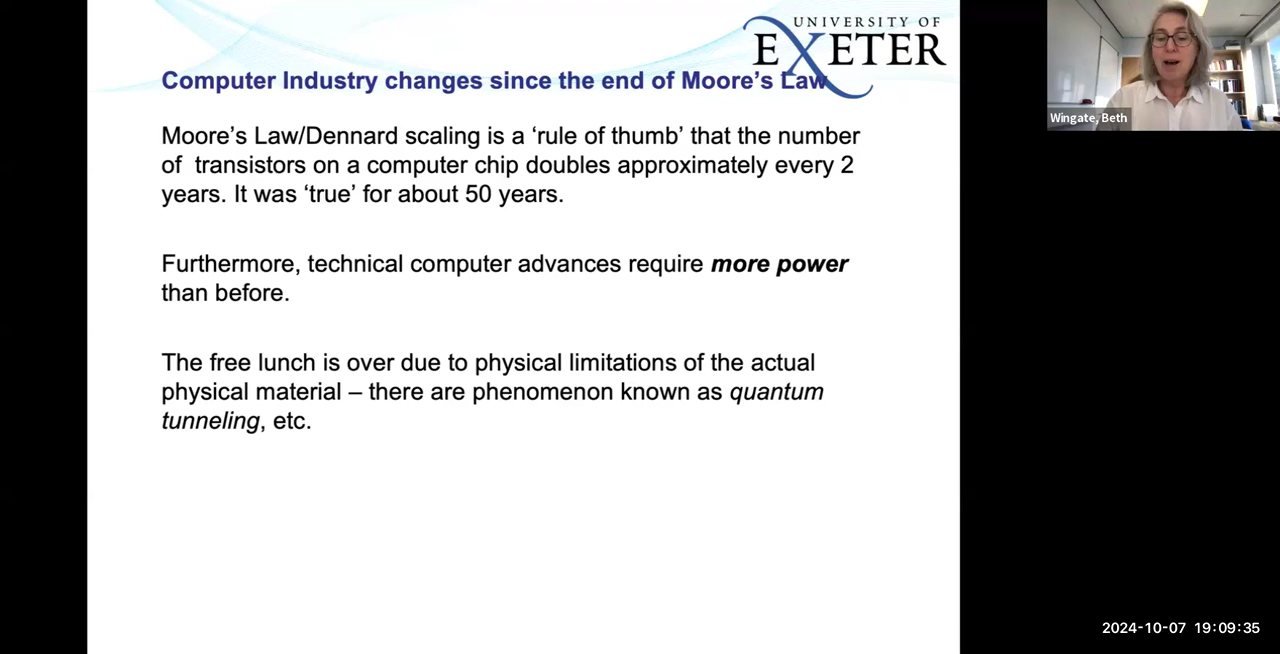 UNIVERSITY OF
EXETER
Computer Industry changes since the end of Moore's Law
Moore's Law/Dennard scaling is a ‘rule of thumb’ that the number
of  transistors on a computer chip doubles approximately every 2
years. It was ‘true’ for about 50 years.
Furthermore, technical computer advances require more power
than before.
The free lunch is over due to physical limitations of the actual
physical material – there are phenomenon known as quantum
tunneling, etc.
Wingate, Beth
2024-10-07 19:09:35